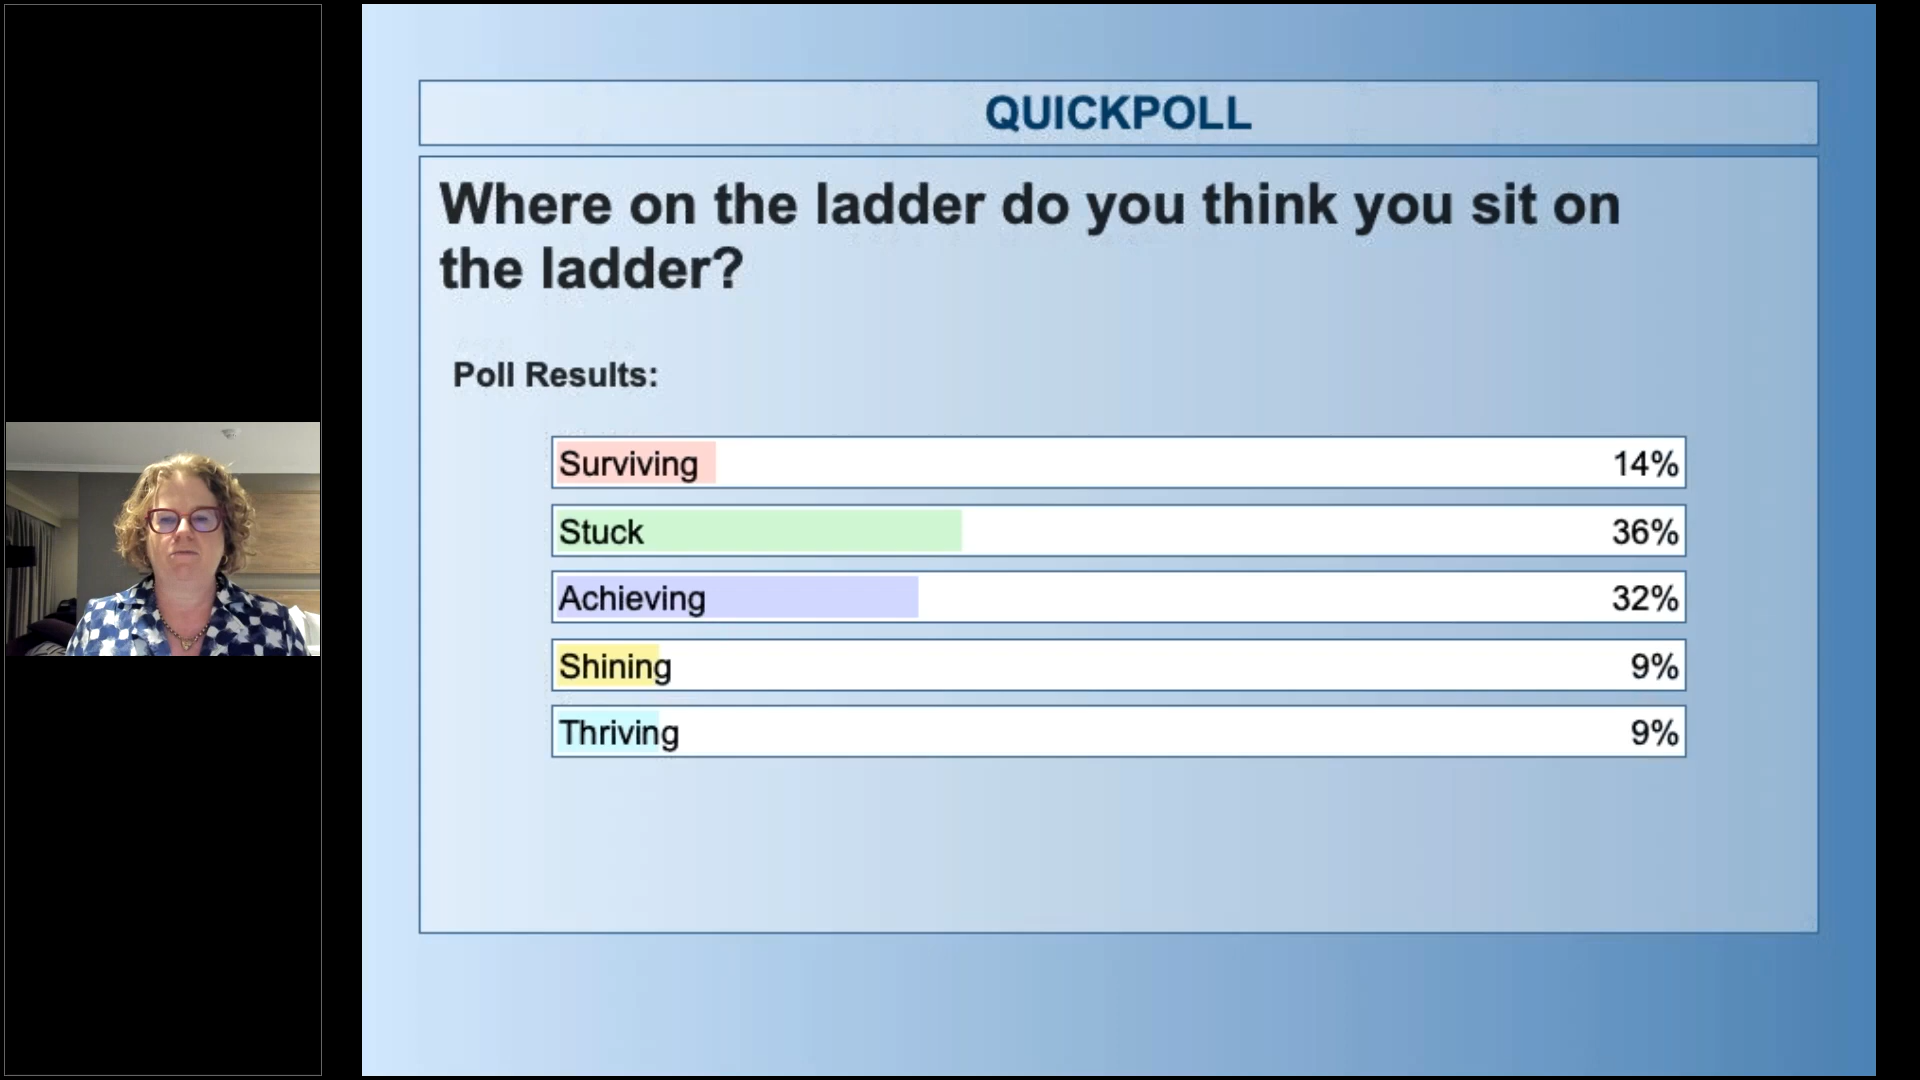 QUICKPOLL
Where on the ladder do you think you sit on
the ladder?
Poll Results:
Surviving 14%
Stuck 36%
Achieving 32%
Shining 9%
Thriving 9%